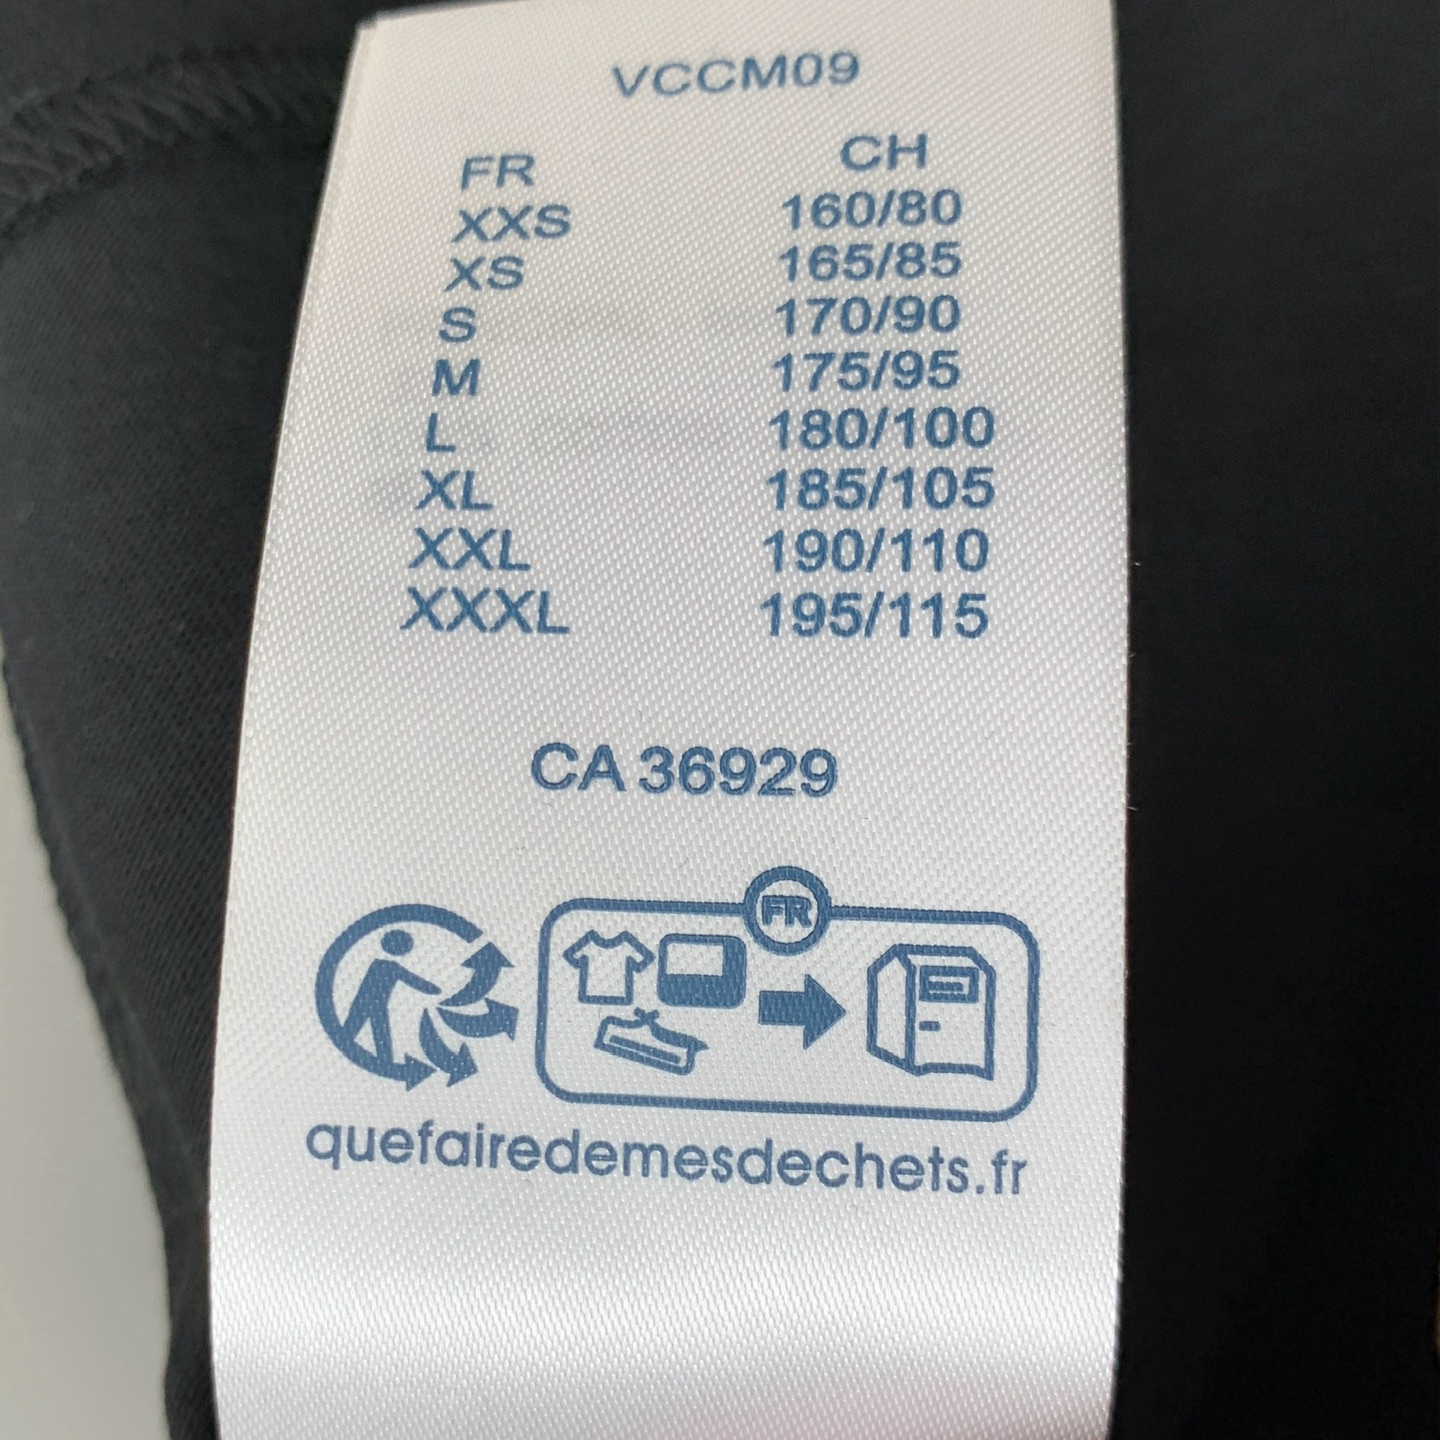 VCCM09
FR CH
XXS 160/80
XS 165/85
S 170/90
M 175/95
L 180/100
XL 185/105
XXL 190/110
XXXL 195/115
CA 36929
FR
quefairedemesdechets.fr